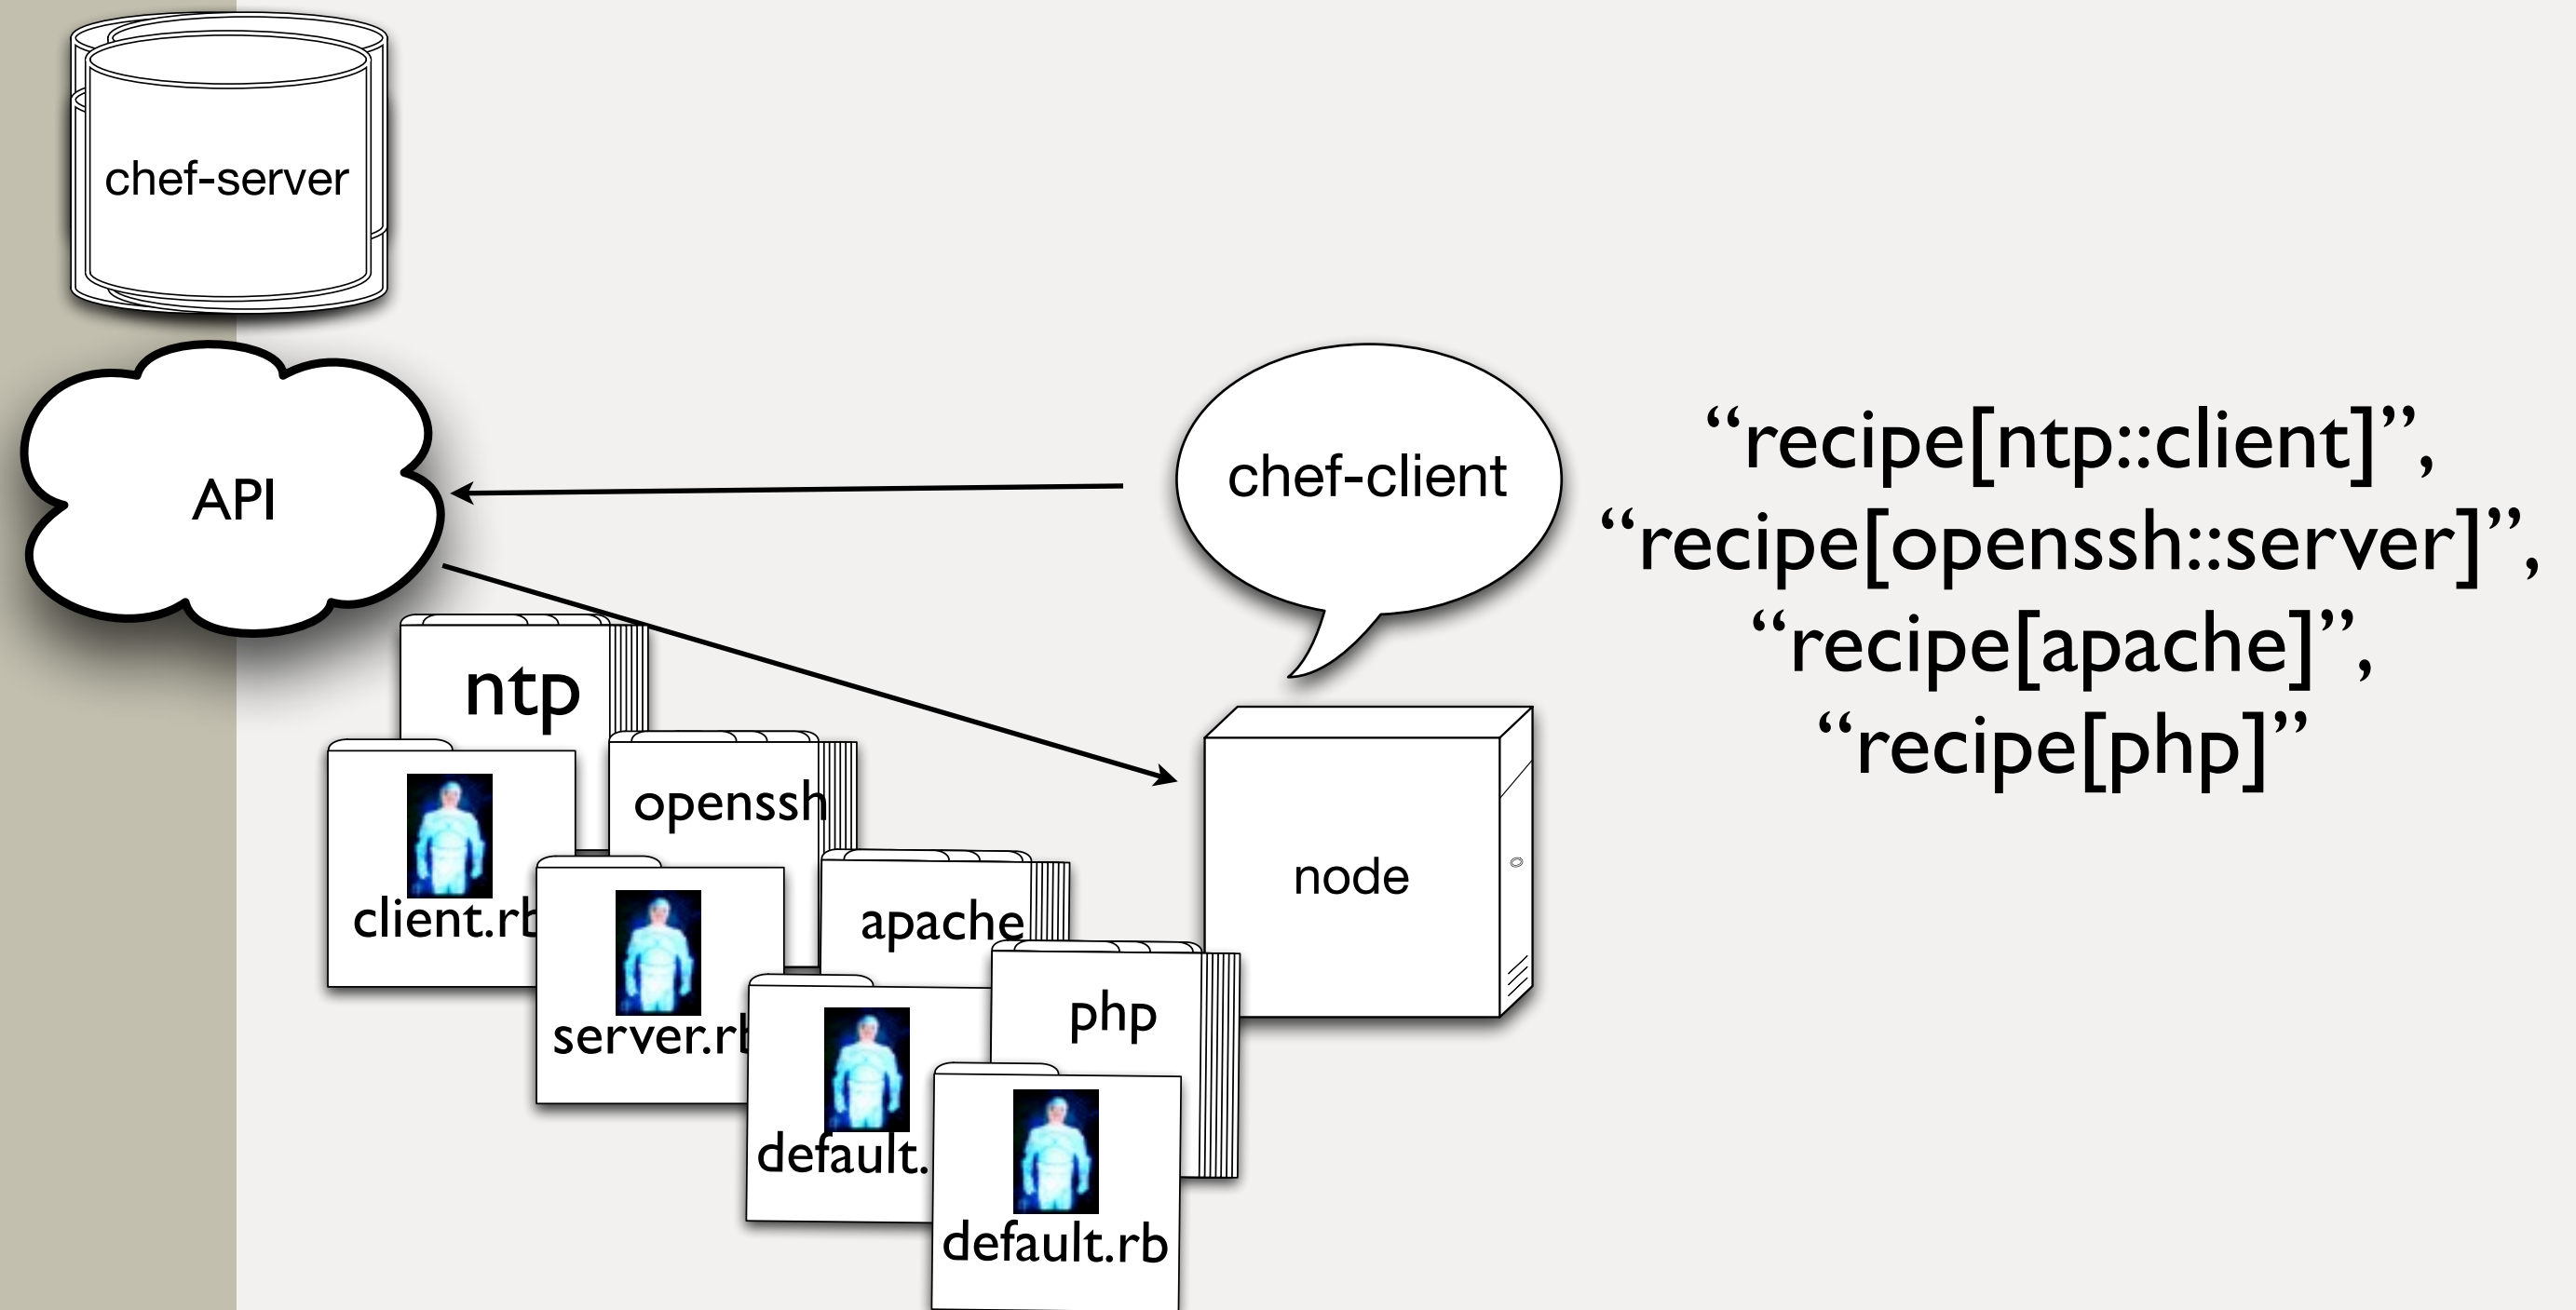 chef-server
API
chef-client
“recipe[ntp::client]”,
“recipe[openssh::server]”,
“recipe[apache]”,
“recipe[php]”
ntp
client.rb
openssh
server.rb
apache
default.
php
default.rb
node